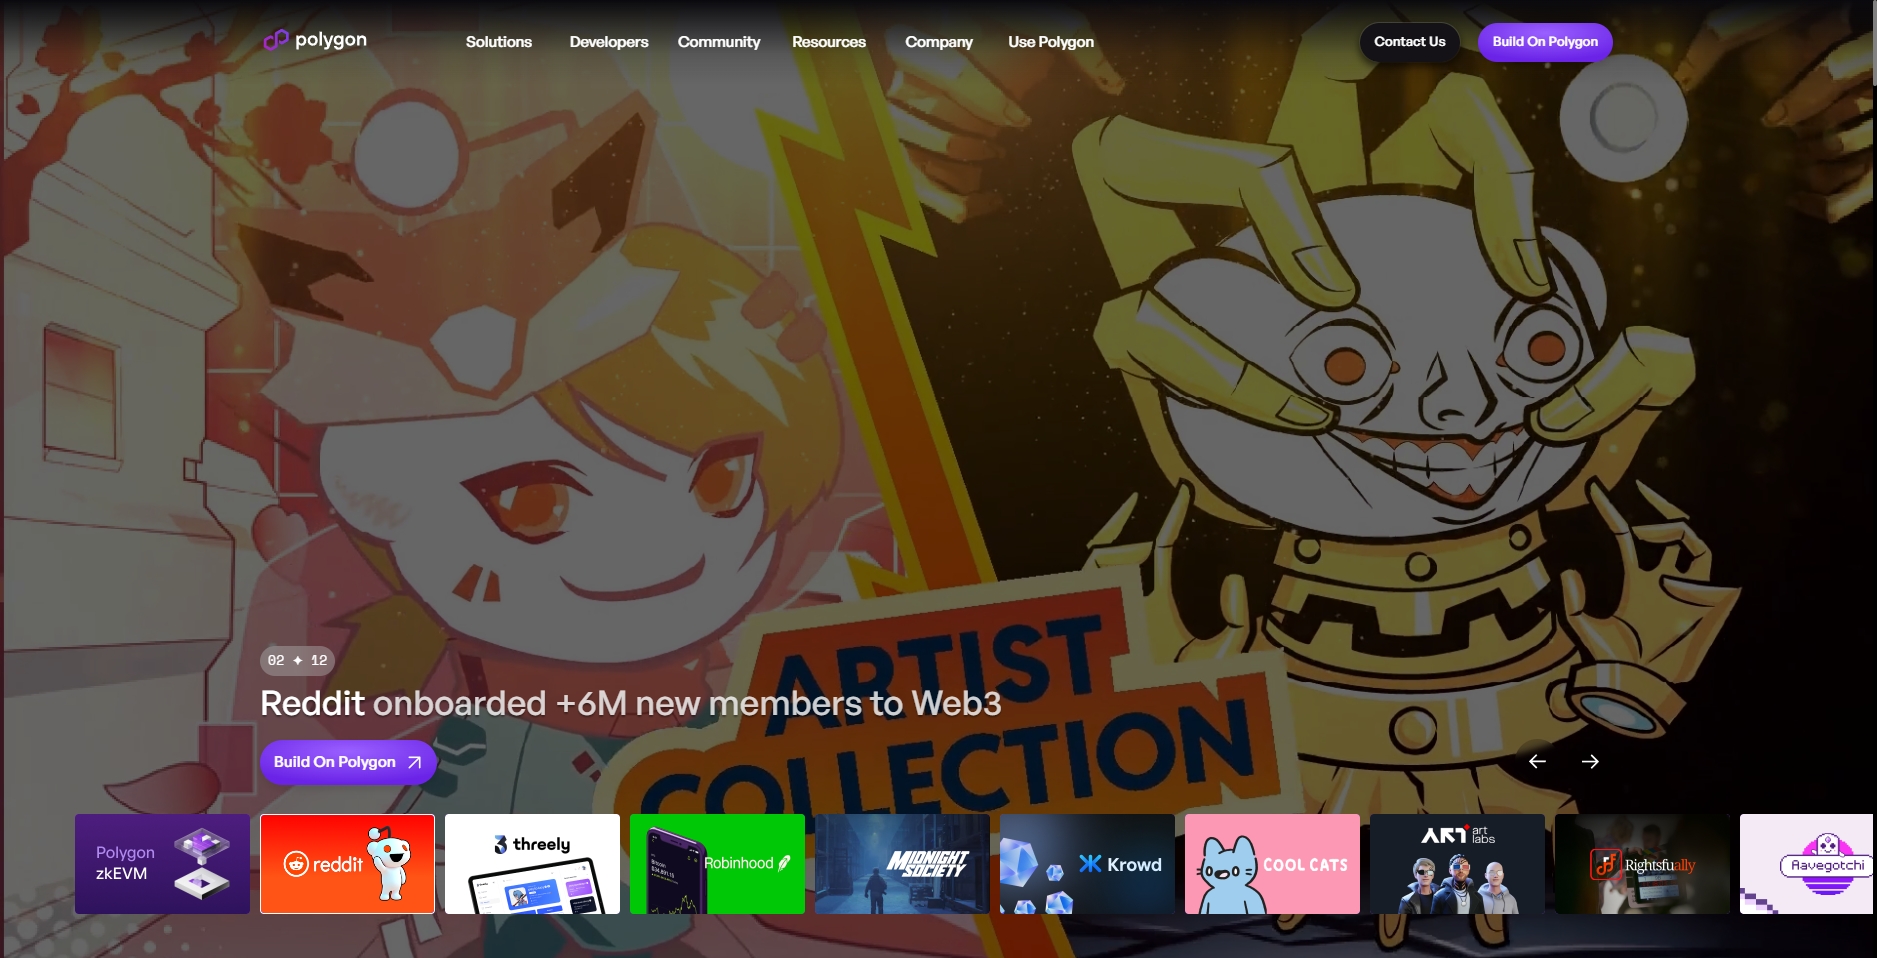 polygon
Solutions
Developers
Community
Resources
Company
Use Polygon
Contact Us
Build On Polygon
ARTIST
COLLECTION
02 ✦ 12
Reddit onboarded +6M new members to Web3
Build On Polygon
Polygon
zkEVM
reddit
threely
Robinhood
MIDNIGHT
SOCIETY
Krowd
COOL CATS
ART art
labs
Rightsfually
Aavegotchi